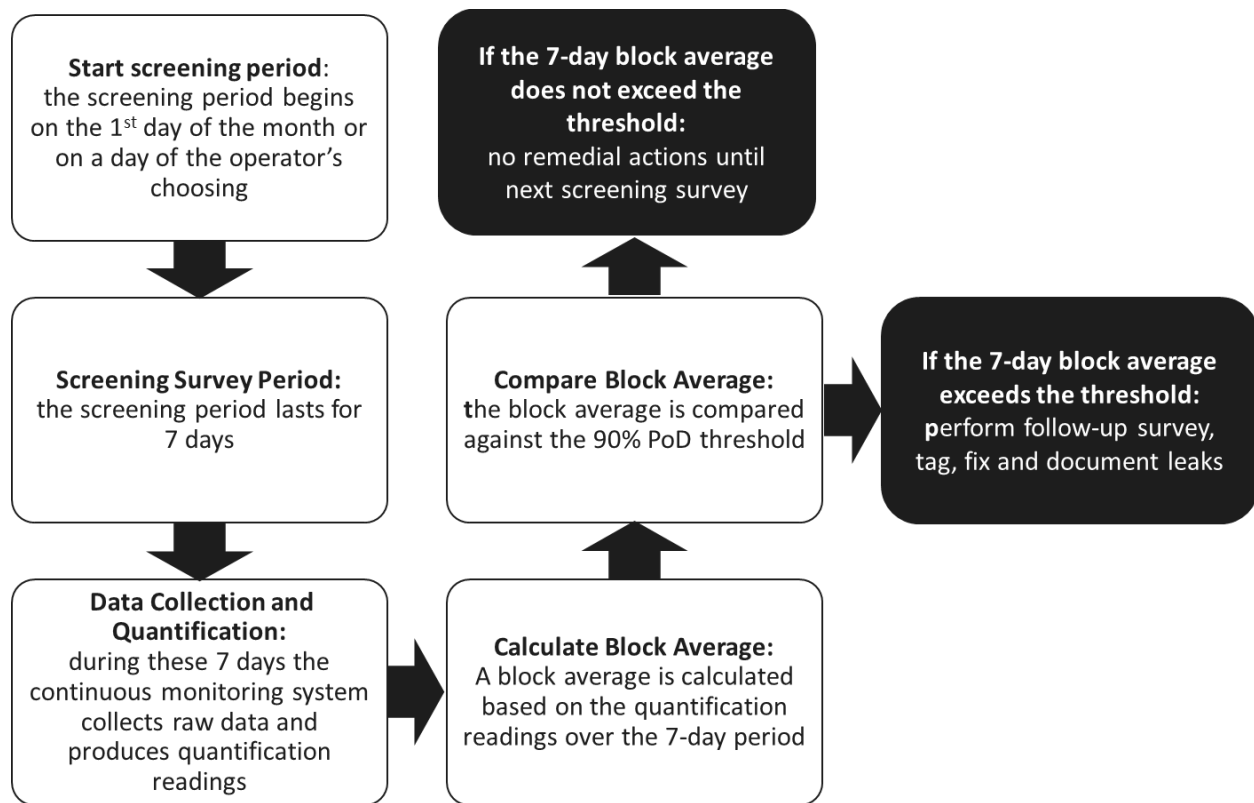 Start screening period:
the screening period begins
on the 1st day of the month or
on a day of the operator’s
choosing
Screening Survey Period:
the screening period lasts for
7 days
Data Collection and
Quantification:
during these 7 days the
continuous monitoring system
collects raw data and
produces quantification
readings
Calculate Block Average:
A block average is calculated
based on the quantification
readings over the 7-day period
Compare Block Average:
the block average is compared
against the 90% PoD threshold
If the 7-day block average
does not exceed the
threshold:
no remedial actions until
next screening survey
If the 7-day block average
exceeds the threshold:
perform follow-up survey,
tag, fix and document leaks